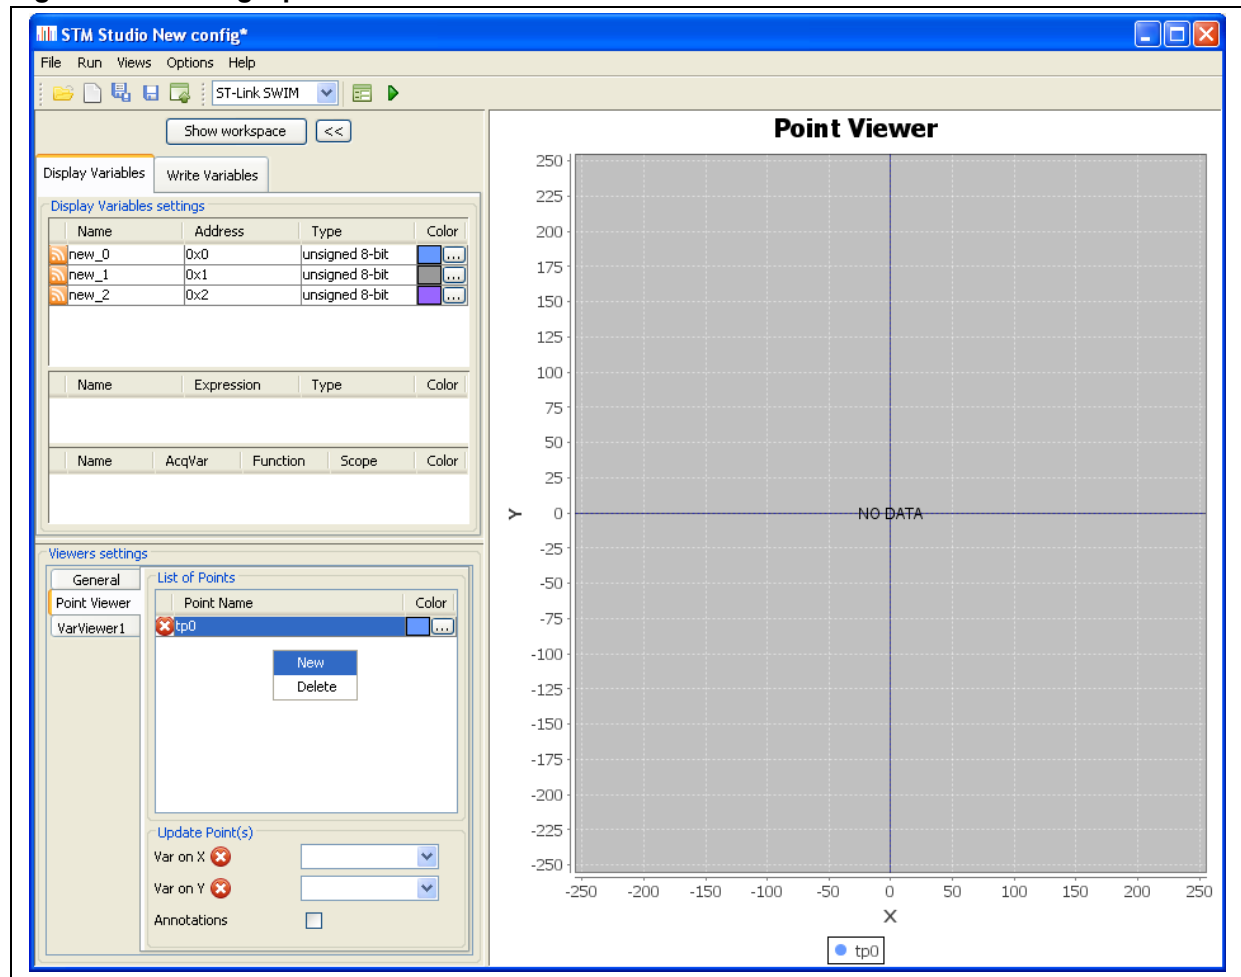 STM Studio New config*
File Run Views Options Help
ST-Link SWIM
Show workspace <<
Display Variables Write Variables
Display Variables settings
Name Address Type Color
new_0 0x0 unsigned 8-bit ...
new_1 0x1 unsigned 8-bit ...
new_2 0x2 unsigned 8-bit ...
Name Expression Type Color
Name AcqVar Function Scope Color
Viewers settings
General
Point Viewer
VarViewer1
List of Points
Point Name Color
tp0 ...
New
Delete
Update Point(s)
Var on X
Var on Y
Annotations
Point Viewer
250
225
200
175
150
125
100
75
50
25
0
-25
-50
-75
-100
-125
-150
-175
-200
-225
-250
Y
NO DATA
-250 -200 -150 -100 -50 0 50 100 150 200 250
X
tp0